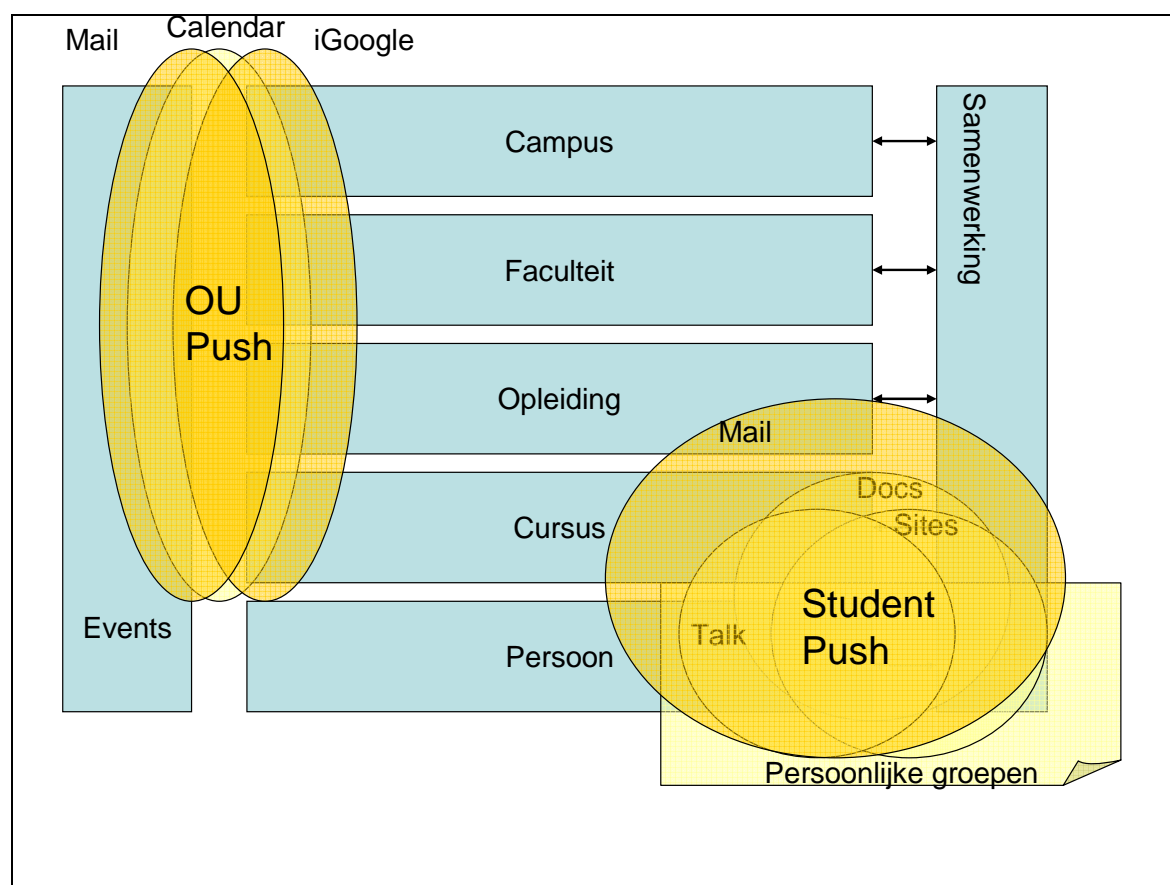 Mail
Calendar
iGoogle
Samenwerking
Campus
Faculteit
OU
Push
Opleiding
Mail
Docs
Sites
Cursus
Student
Push
Talk
Events
Persoon
Persoonlijke groepen